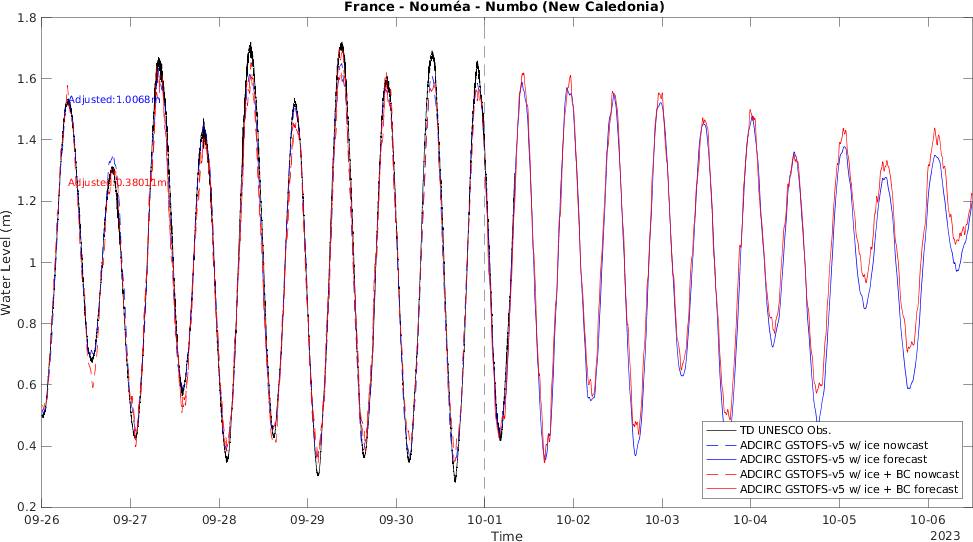 France - Nouméa - Numbo (New Caledonia)
1.8
1.6
1.4
1.2
1
0.8
0.6
0.4
0.2
Water Level (m)
Adjusted:1.0068m
Adjusted:0.38011m
TD UNESCO Obs.
ADCIRC GSTOFS-v5 w/ ice nowcast
ADCIRC GSTOFS-v5 w/ ice forecast
ADCIRC GSTOFS-v5 w/ ice + BC nowcast
ADCIRC GSTOFS-v5 w/ ice + BC forecast
09-26 09-27 09-28 09-29 09-30 10-01 10-02 10-03 10-04 10-05 10-06
2023
Time